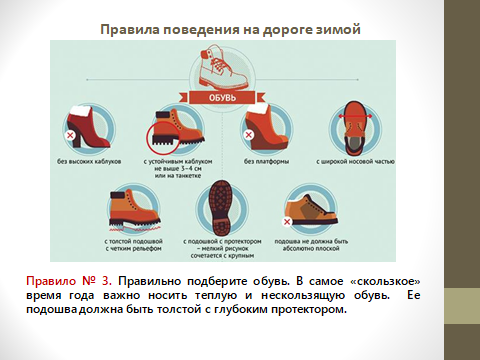 Правила поведения на дороге зимой
ОБУВЬ
без высоких каблуков
с устойчивым каблуком
не выше 3–4 см
или на танкетке
без платформы
с широкой носовой частью
с толстой подошвой
с четким рельефом
с подошвой с протектором
– мелкий рисунок
сочетается с крупным
подошва не должна быть
абсолютно плоской
Правило № 3. Правильно подберите обувь. В самое «скользкое»
время года важно носить теплую и нескользящую обувь. Ее
подошва должна быть толстой с глубоким протектором.